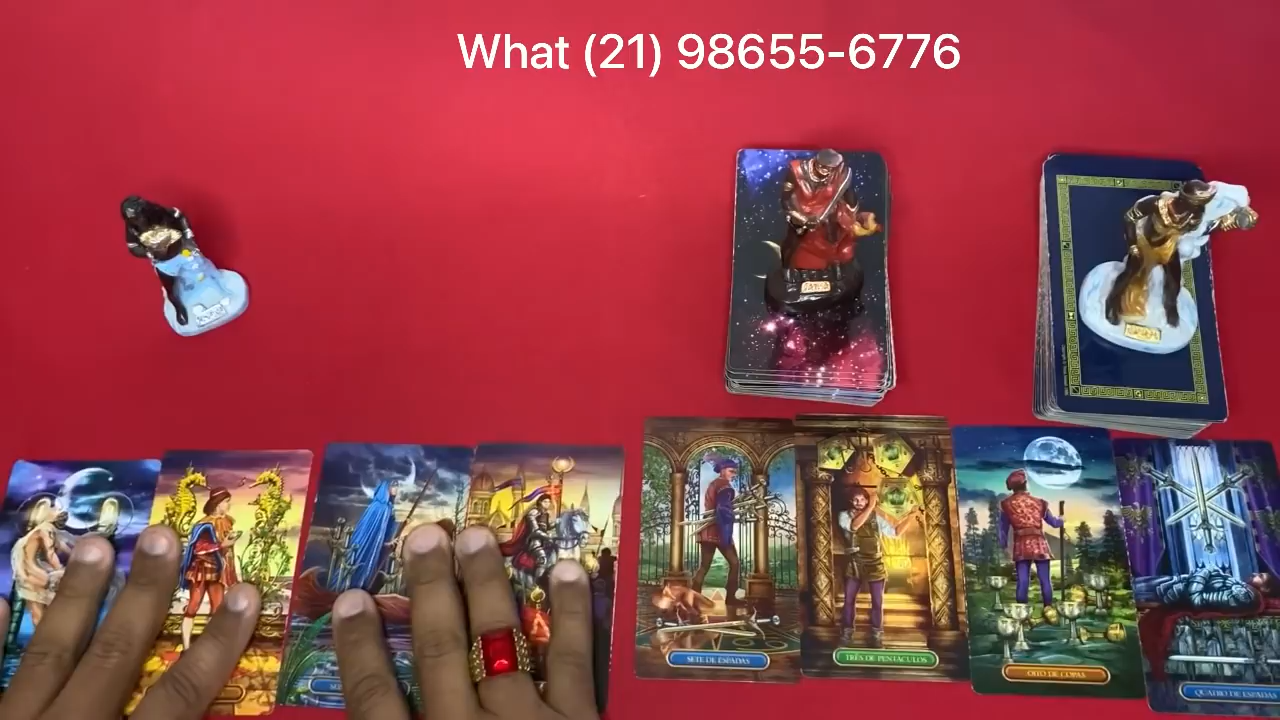 What (21) 98655-6776
SETE DE ESPADAS
TRÊS DE PENTÁCULOS
OITO DE COPAS
QUATRO DE ESPADAS